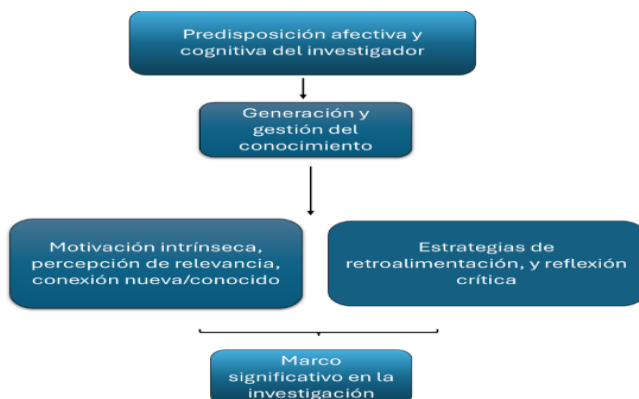 Predisposición afectiva y
cognitiva del investigador
Generación y
gestión del
conocimiento
Motivación intrínseca,
percepción de relevancia,
conexión nueva/conocido
Estrategias de
retroalimentación, y reflexión
crítica
Marco
significativo en la
investigación